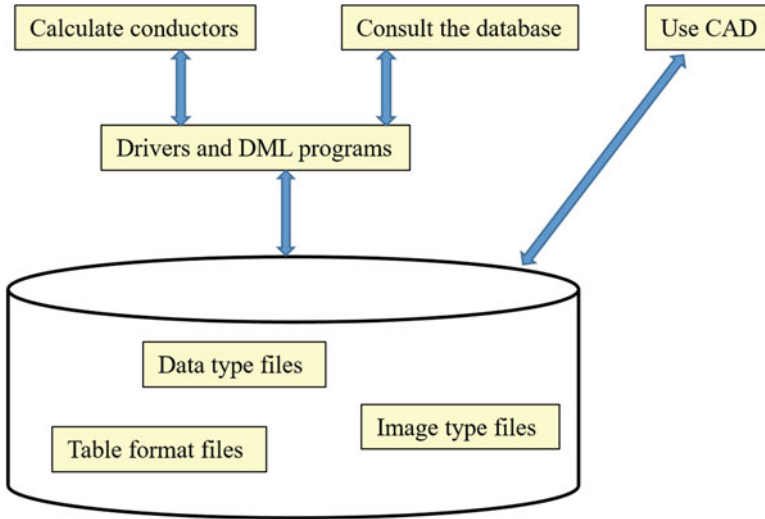 Calculate conductors
Consult the database
Use CAD
Drivers and DML programs
Data type files
Image type files
Table format files